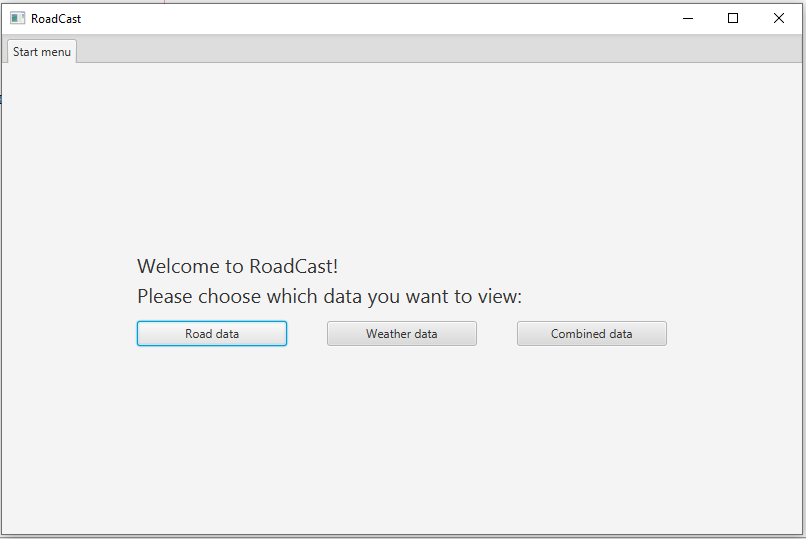 RoadCast
Start menu
Welcome to RoadCast!
Please choose which data you want to view:
Road data
Weather data
Combined data